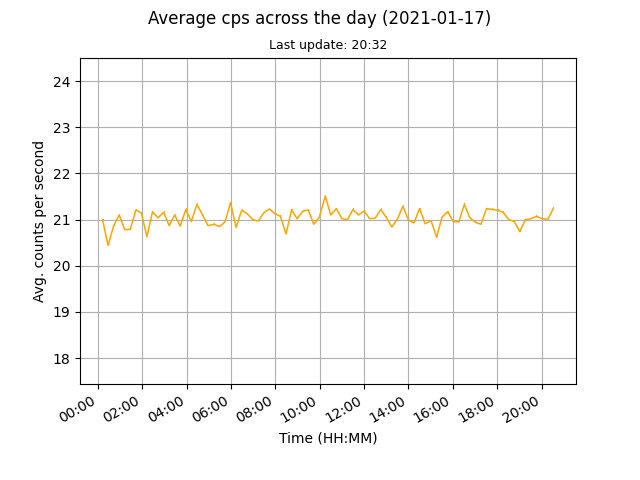 Average cps across the day (2021-01-17)
Last update: 20:32
24
23
22
21
20
19
18
Avg. counts per second
00:00 02:00 04:00 06:00 08:00 10:00 12:00 14:00 16:00 18:00 20:00
Time (HH:MM)